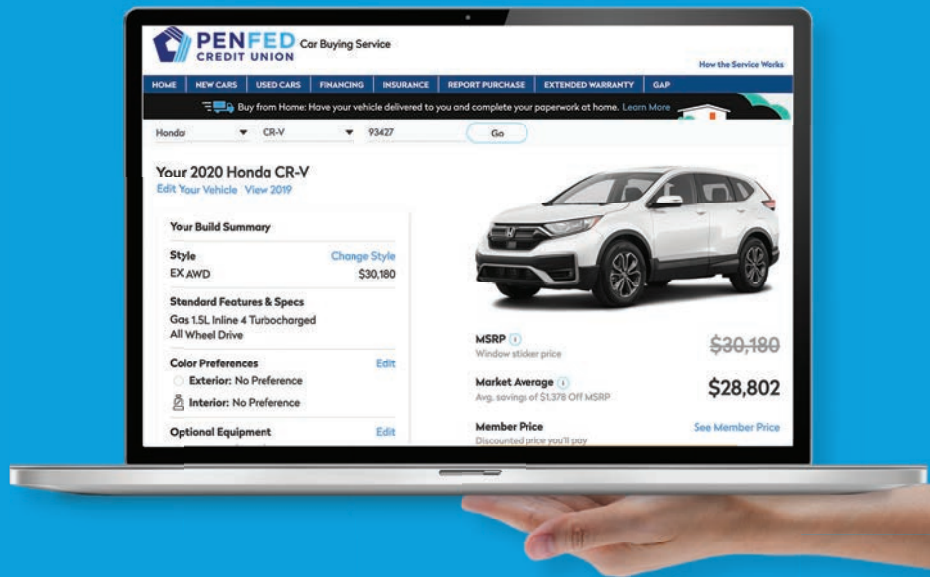 PENFED
CREDIT UNION
Car Buying Service
How the Service Works
HOME NEW CARS USED CARS FINANCING INSURANCE REPORT PURCHASE EXTENDED WARRANTY GAP
Buy from Home: Have your vehicle delivered to you and complete your paperwork at home. Learn More
Honda CR-V 93427 Go
Your 2020 Honda CR-V
Edit Your Vehicle View 2019
Your Build Summary
Style Change Style
EX AWD $30,180
Standard Features & Specs
Gas 1.5L Inline 4 Turbocharged
All Wheel Drive
Color Preferences Edit
Exterior: No Preference
Interior: No Preference
Optional Equipment Edit
MSRP i $30,180
Window sticker price
Market Average i $28,802
Avg. savings of $1,378 Off MSRP
Member Price See Member Price
Discounted price you'll pay